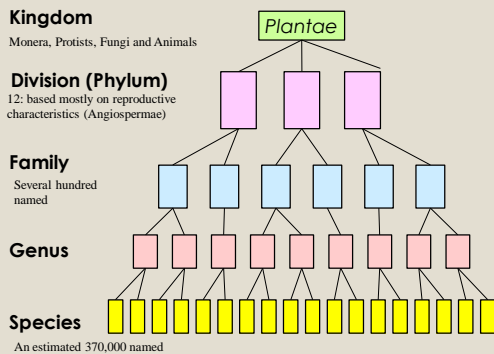 Kingdom
Plantae
Monera, Protists, Fungi and Animals
Division (Phylum)
12: based mostly on reproductive
characteristics (Angiospermae)
Family
Several hundred
named
Genus
Species
An estimated 370,000 named